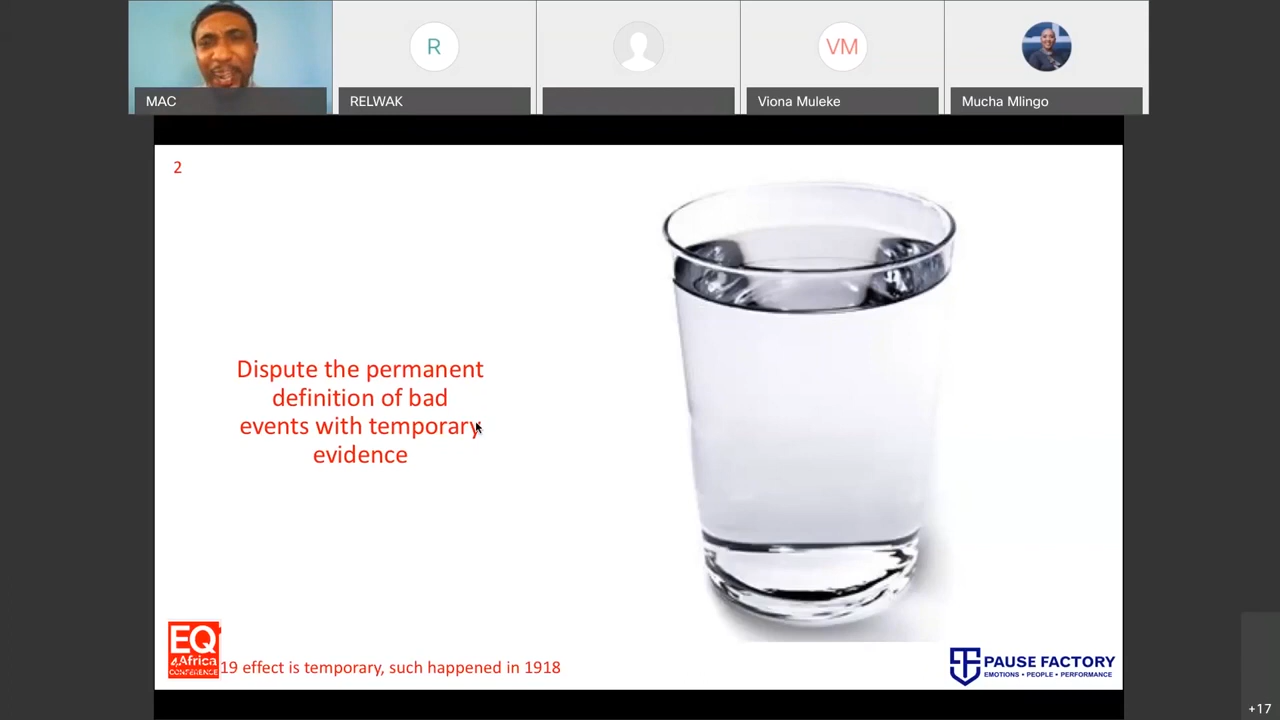 R
VM
MAC
RELWAK
Viona Muleke
Mucha Mlingo
2
Dispute the permanent
definition of bad
events with temporary
evidence
EQ
4Africa
CONFERENCE
19 effect is temporary, such happened in 1918
PAUSE FACTORY
EMOTIONS • PEOPLE • PERFORMANCE
+17